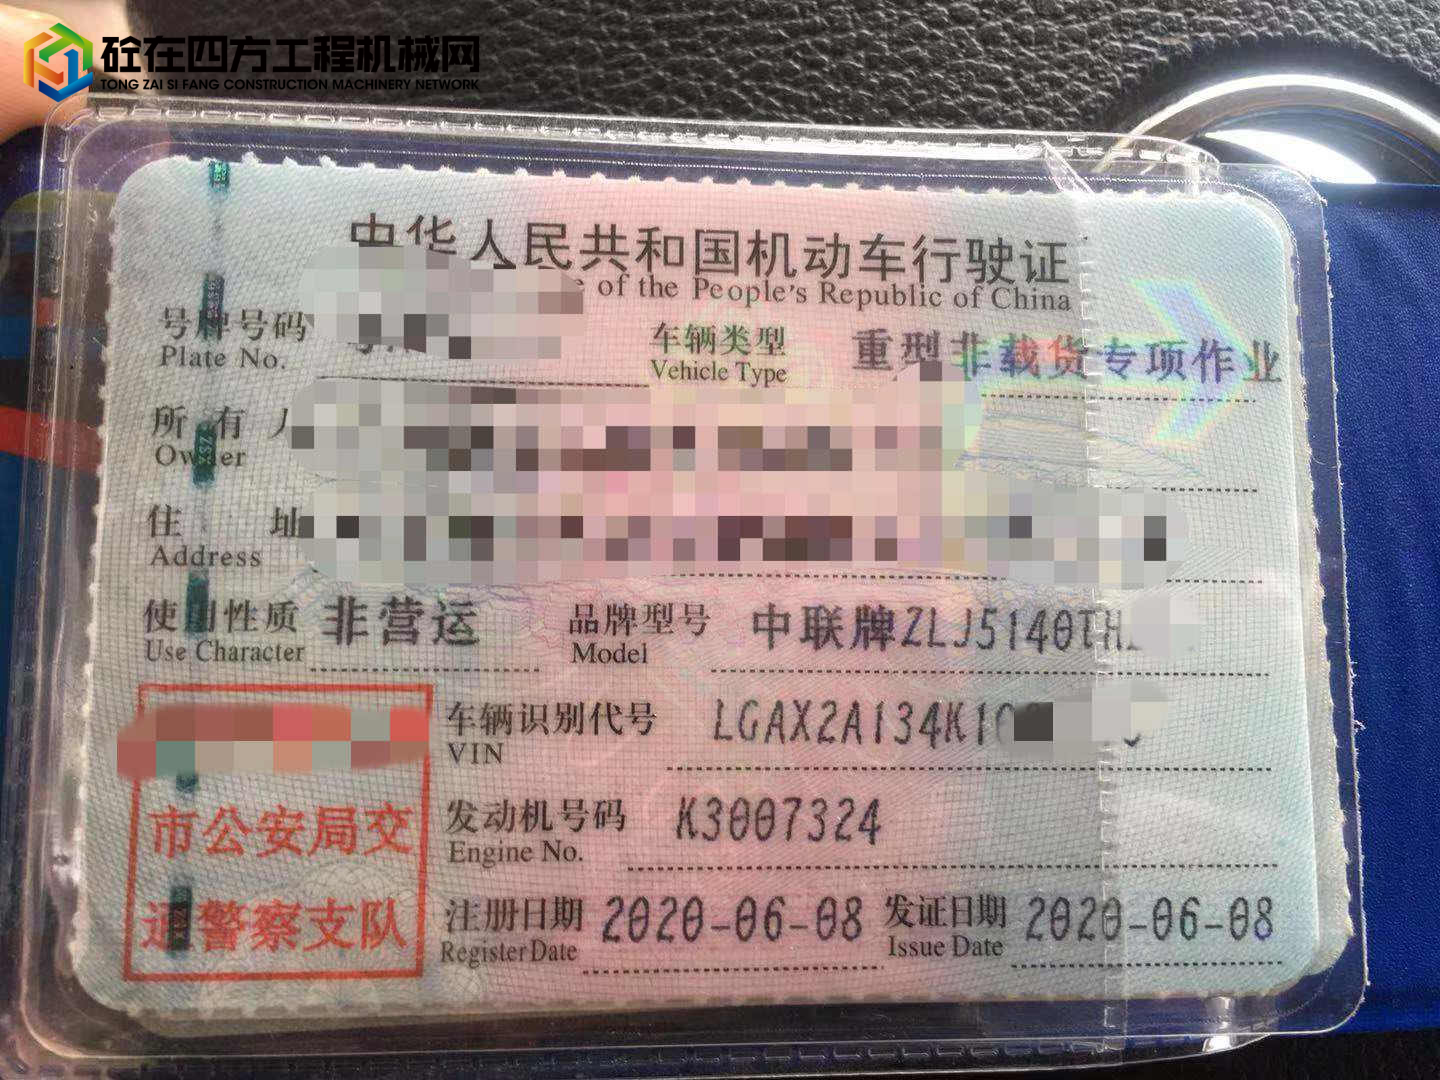 砼在四方工程机械网
TONG ZAI SI FANG CONSTRUCTION MACHINERY NETWORK
中华人民共和国机动车行驶证
of the People's Republic of China
号牌号码
Plate No.
车辆类型 重型非载货专项作业
Vehicle Type
所有人
Owner
住址
Address
使用性质 非营运 品牌型号 中联牌ZLJ5140TH
Use Character Model
车辆识别代号 LGAX2A134K1
VIN
发动机号码 K3007324
Engine No.
市公安局交
通警察支队
注册日期 2020-06-08 发证日期 2020-06-08
Register Date Issue Date